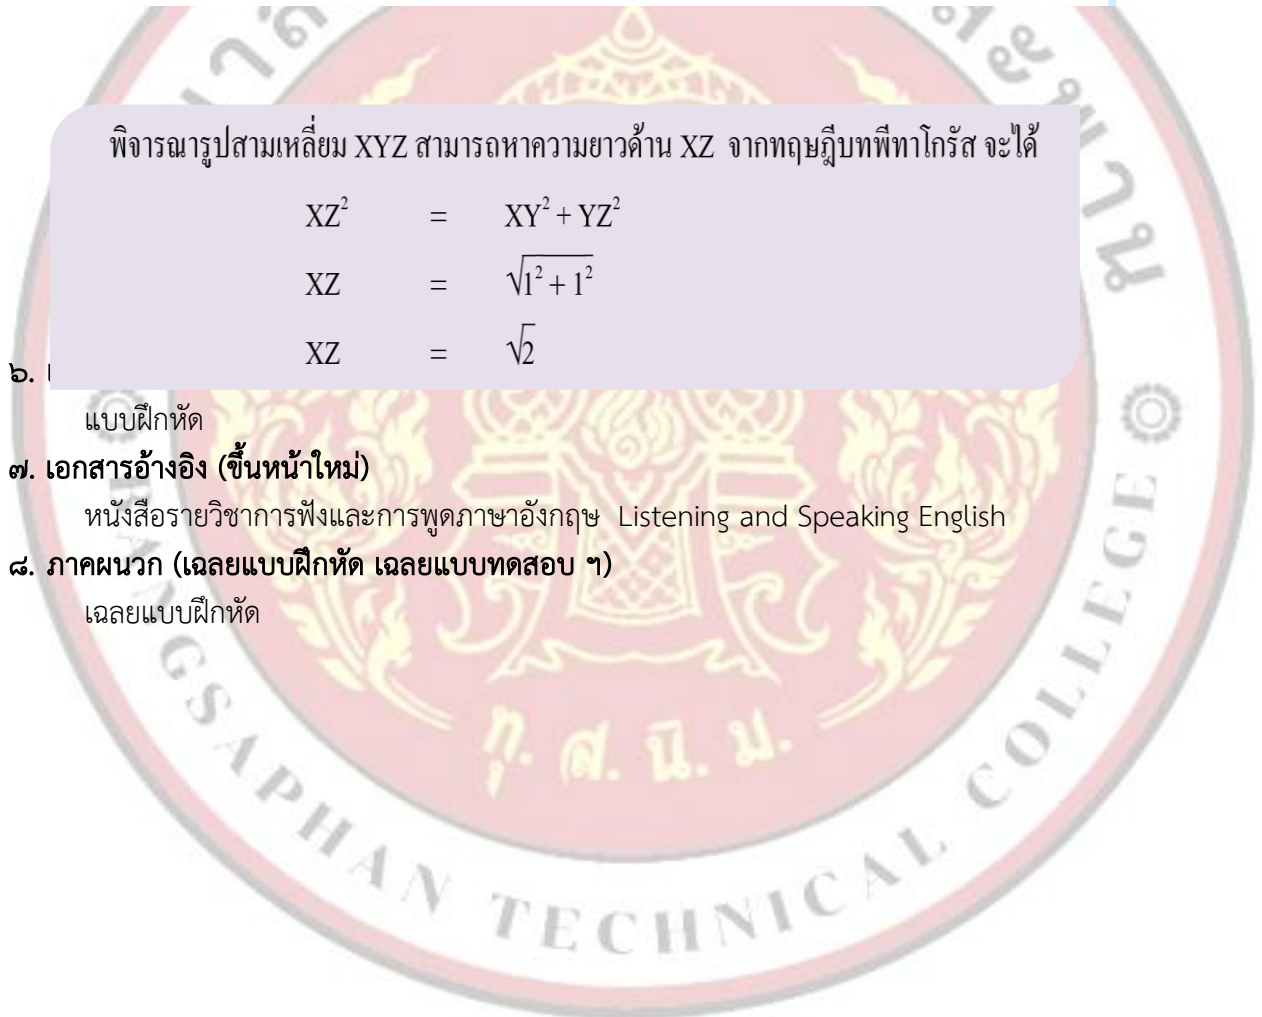 พิจารณารูปสามเหลี่ยม XYZ สามารถหาความยาวด้าน XZ จากทฤษฎีบทพีทาโกรัส จะได้
XZ² = XY² + YZ²
XZ = √1² + 1²
XZ = √2
๖.
แบบฝึกหัด
๗. เอกสารอ้างอิง (ขึ้นหน้าใหม่)
หนังสือรายวิชาการฟังและการพูดภาษาอังกฤษ Listening and Speaking English
๘. ภาคผนวก (เฉลยแบบฝึกหัด เฉลยแบบทดสอบ ฯ)
เฉลยแบบฝึกหัด
ทุ. ส. นิ. ม.
BANGSAPHAN TECHNICAL COLLEGE